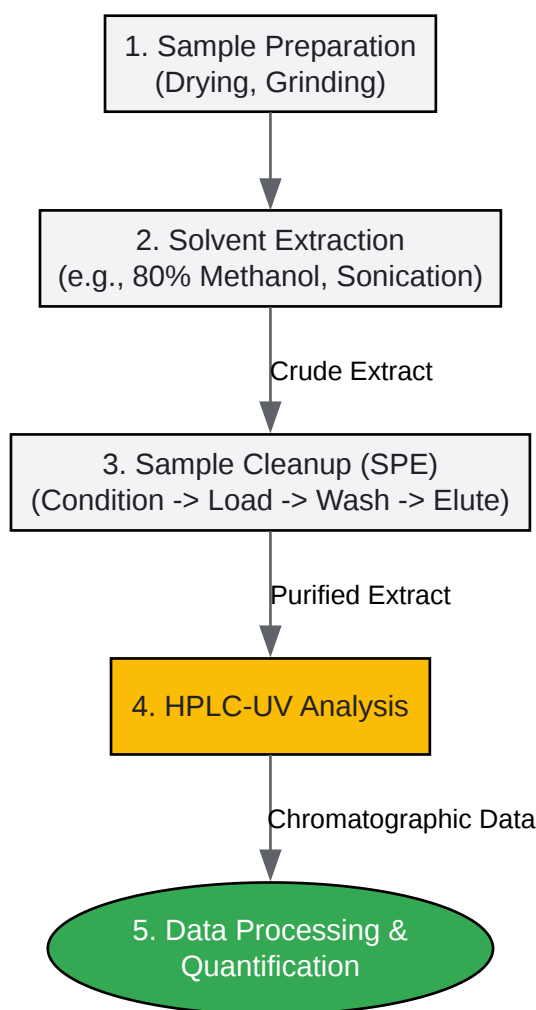 1. Sample Preparation
(Drying, Grinding)
2. Solvent Extraction
(e.g., 80% Methanol, Sonication)
Crude Extract
3. Sample Cleanup (SPE)
(Condition -> Load -> Wash -> Elute)
Purified Extract
4. HPLC-UV Analysis
Chromatographic Data
5. Data Processing &
Quantification